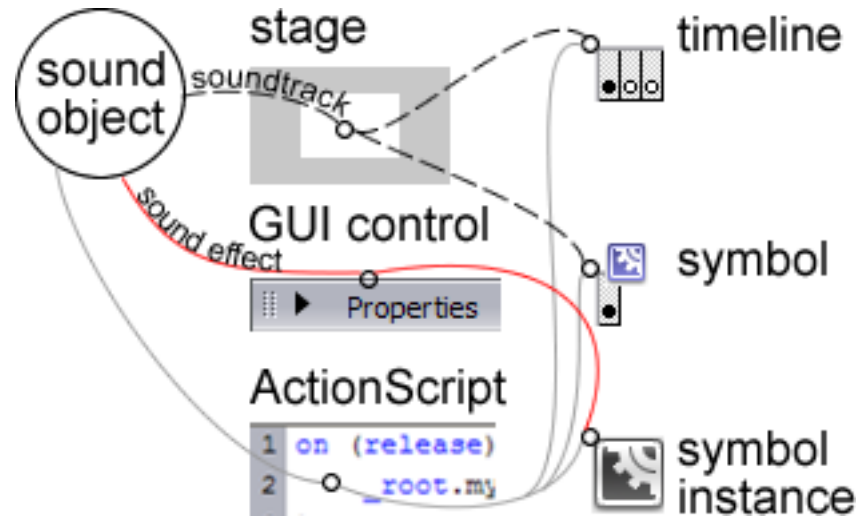 stage
timeline
sound
object
soundtrack
sound effect
GUI control
symbol
Properties
ActionScript
1 on (release)
2 _root.my
symbol
instance